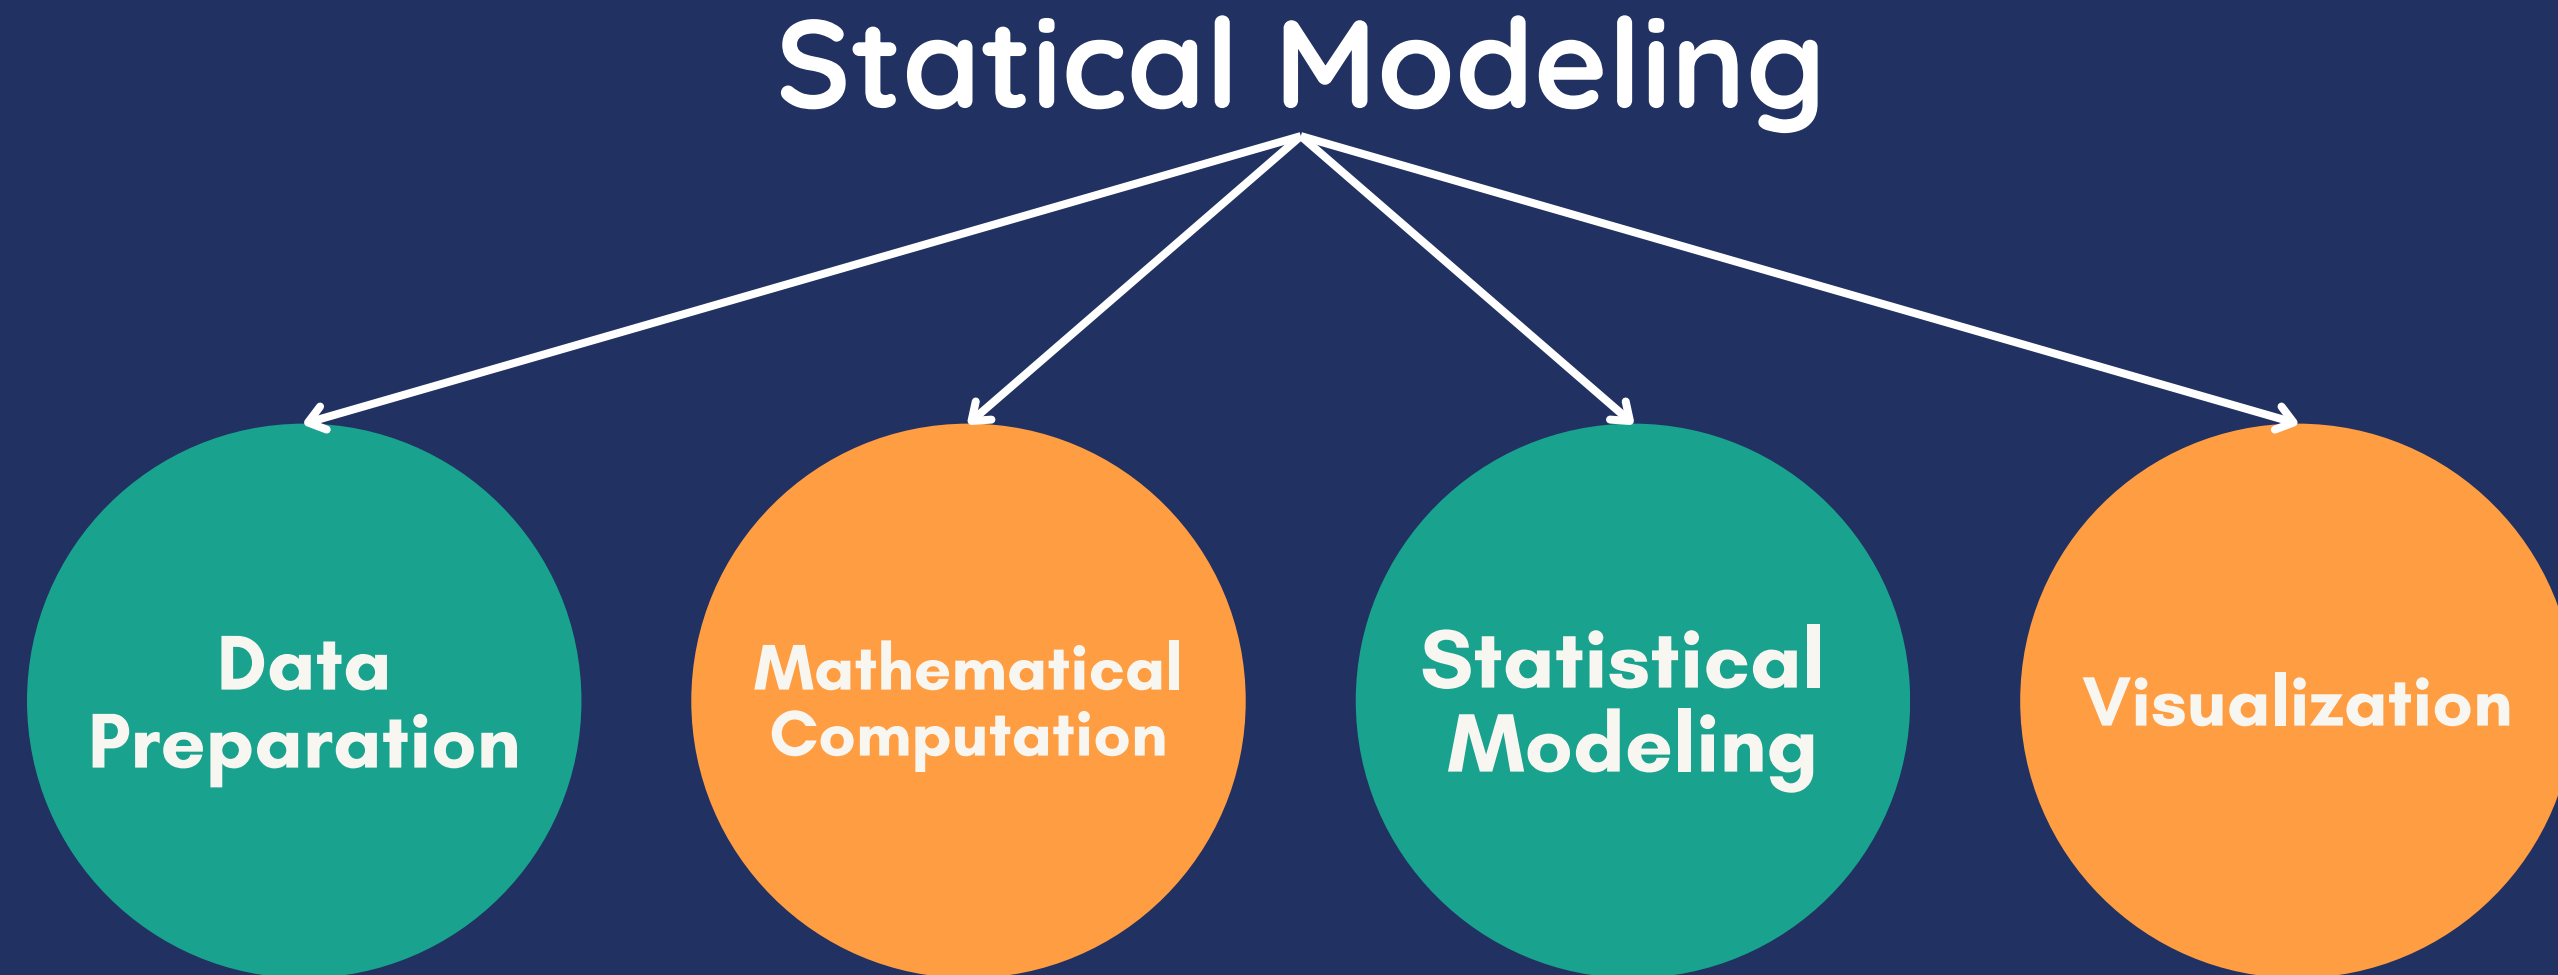 Statical Modeling
Data
Preparation
Mathematical
Computation
Statistical
Modeling
Visualization